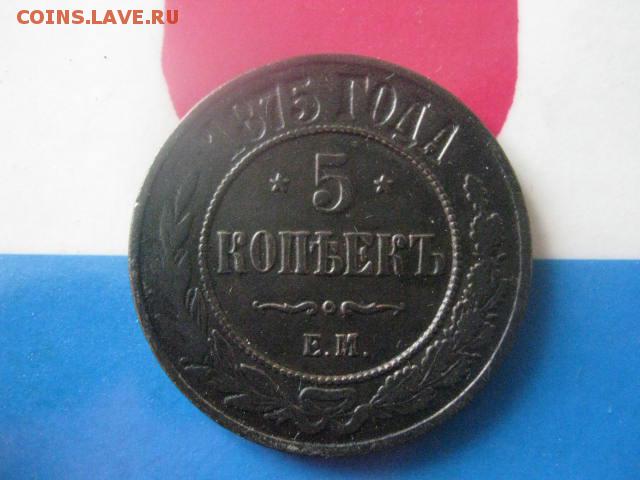 COINS.LAVE.RU
1875 ГОДА
5
КОПѢЕКЪ
Е.М.